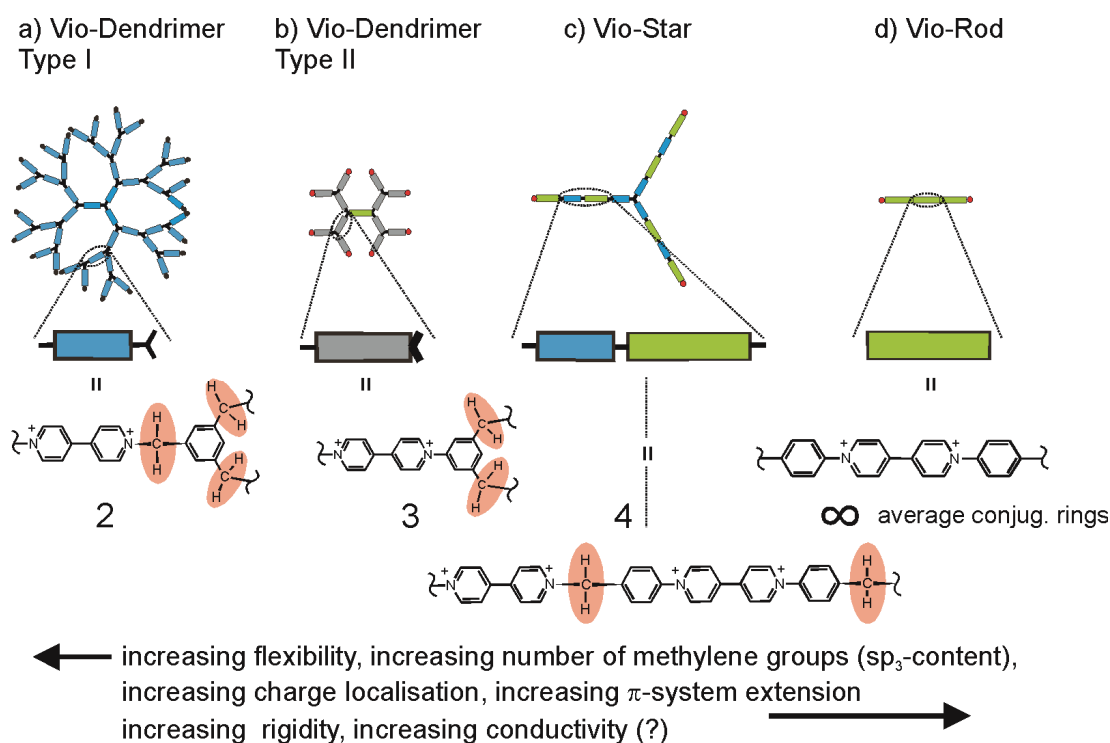 a) Vio-Dendrimer
Type I
b) Vio-Dendrimer
Type II
c) Vio-Star
d) Vio-Rod
=
=
=
=
+
N
+
N
H
C
H
H
C
H
H
C
H
2
+
N
+
N
H
C
H
H
C
H
3
4
+
N
+
N
∞ average conjug. rings
+
N
+
N
H
C
H
+
N
+
N
H
C
H
increasing flexibility, increasing number of methylene groups (sp₃-content),
increasing charge localisation, increasing π-system extension
increasing rigidity, increasing conductivity (?)